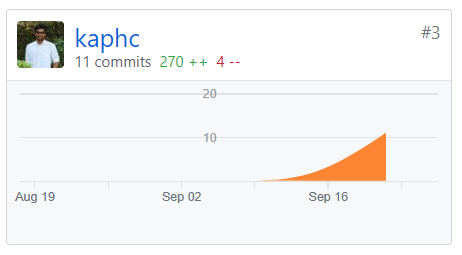 kaphc
#3
11 commits 270 ++ 4 --
20
10
Aug 19 Sep 02 Sep 16